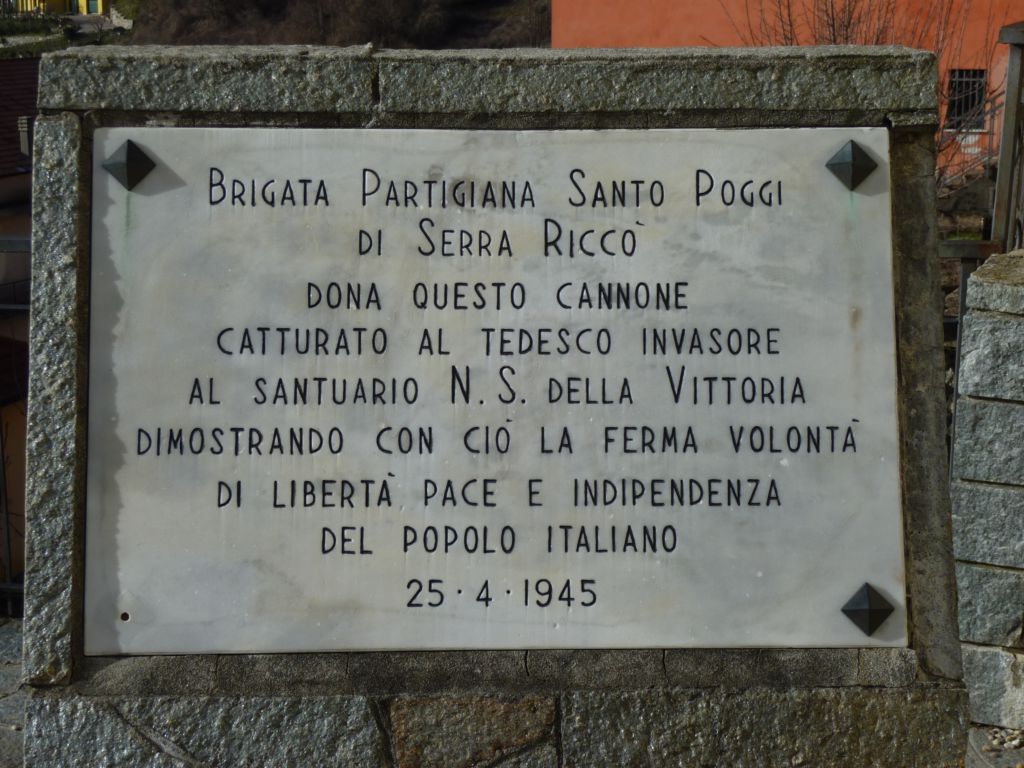 BRIGATA PARTIGIANA SANTO POGGI
DI SERRA RICCÒ
DONA QUESTO CANNONE
CATTURATO AL TEDESCO INVASORE
AL SANTUARIO N.S. DELLA VITTORIA
DIMOSTRANDO CON CIÒ LA FERMA VOLONTÀ
DI LIBERTÀ PACE E INDIPENDENZA
DEL POPOLO ITALIANO
25·4·1945